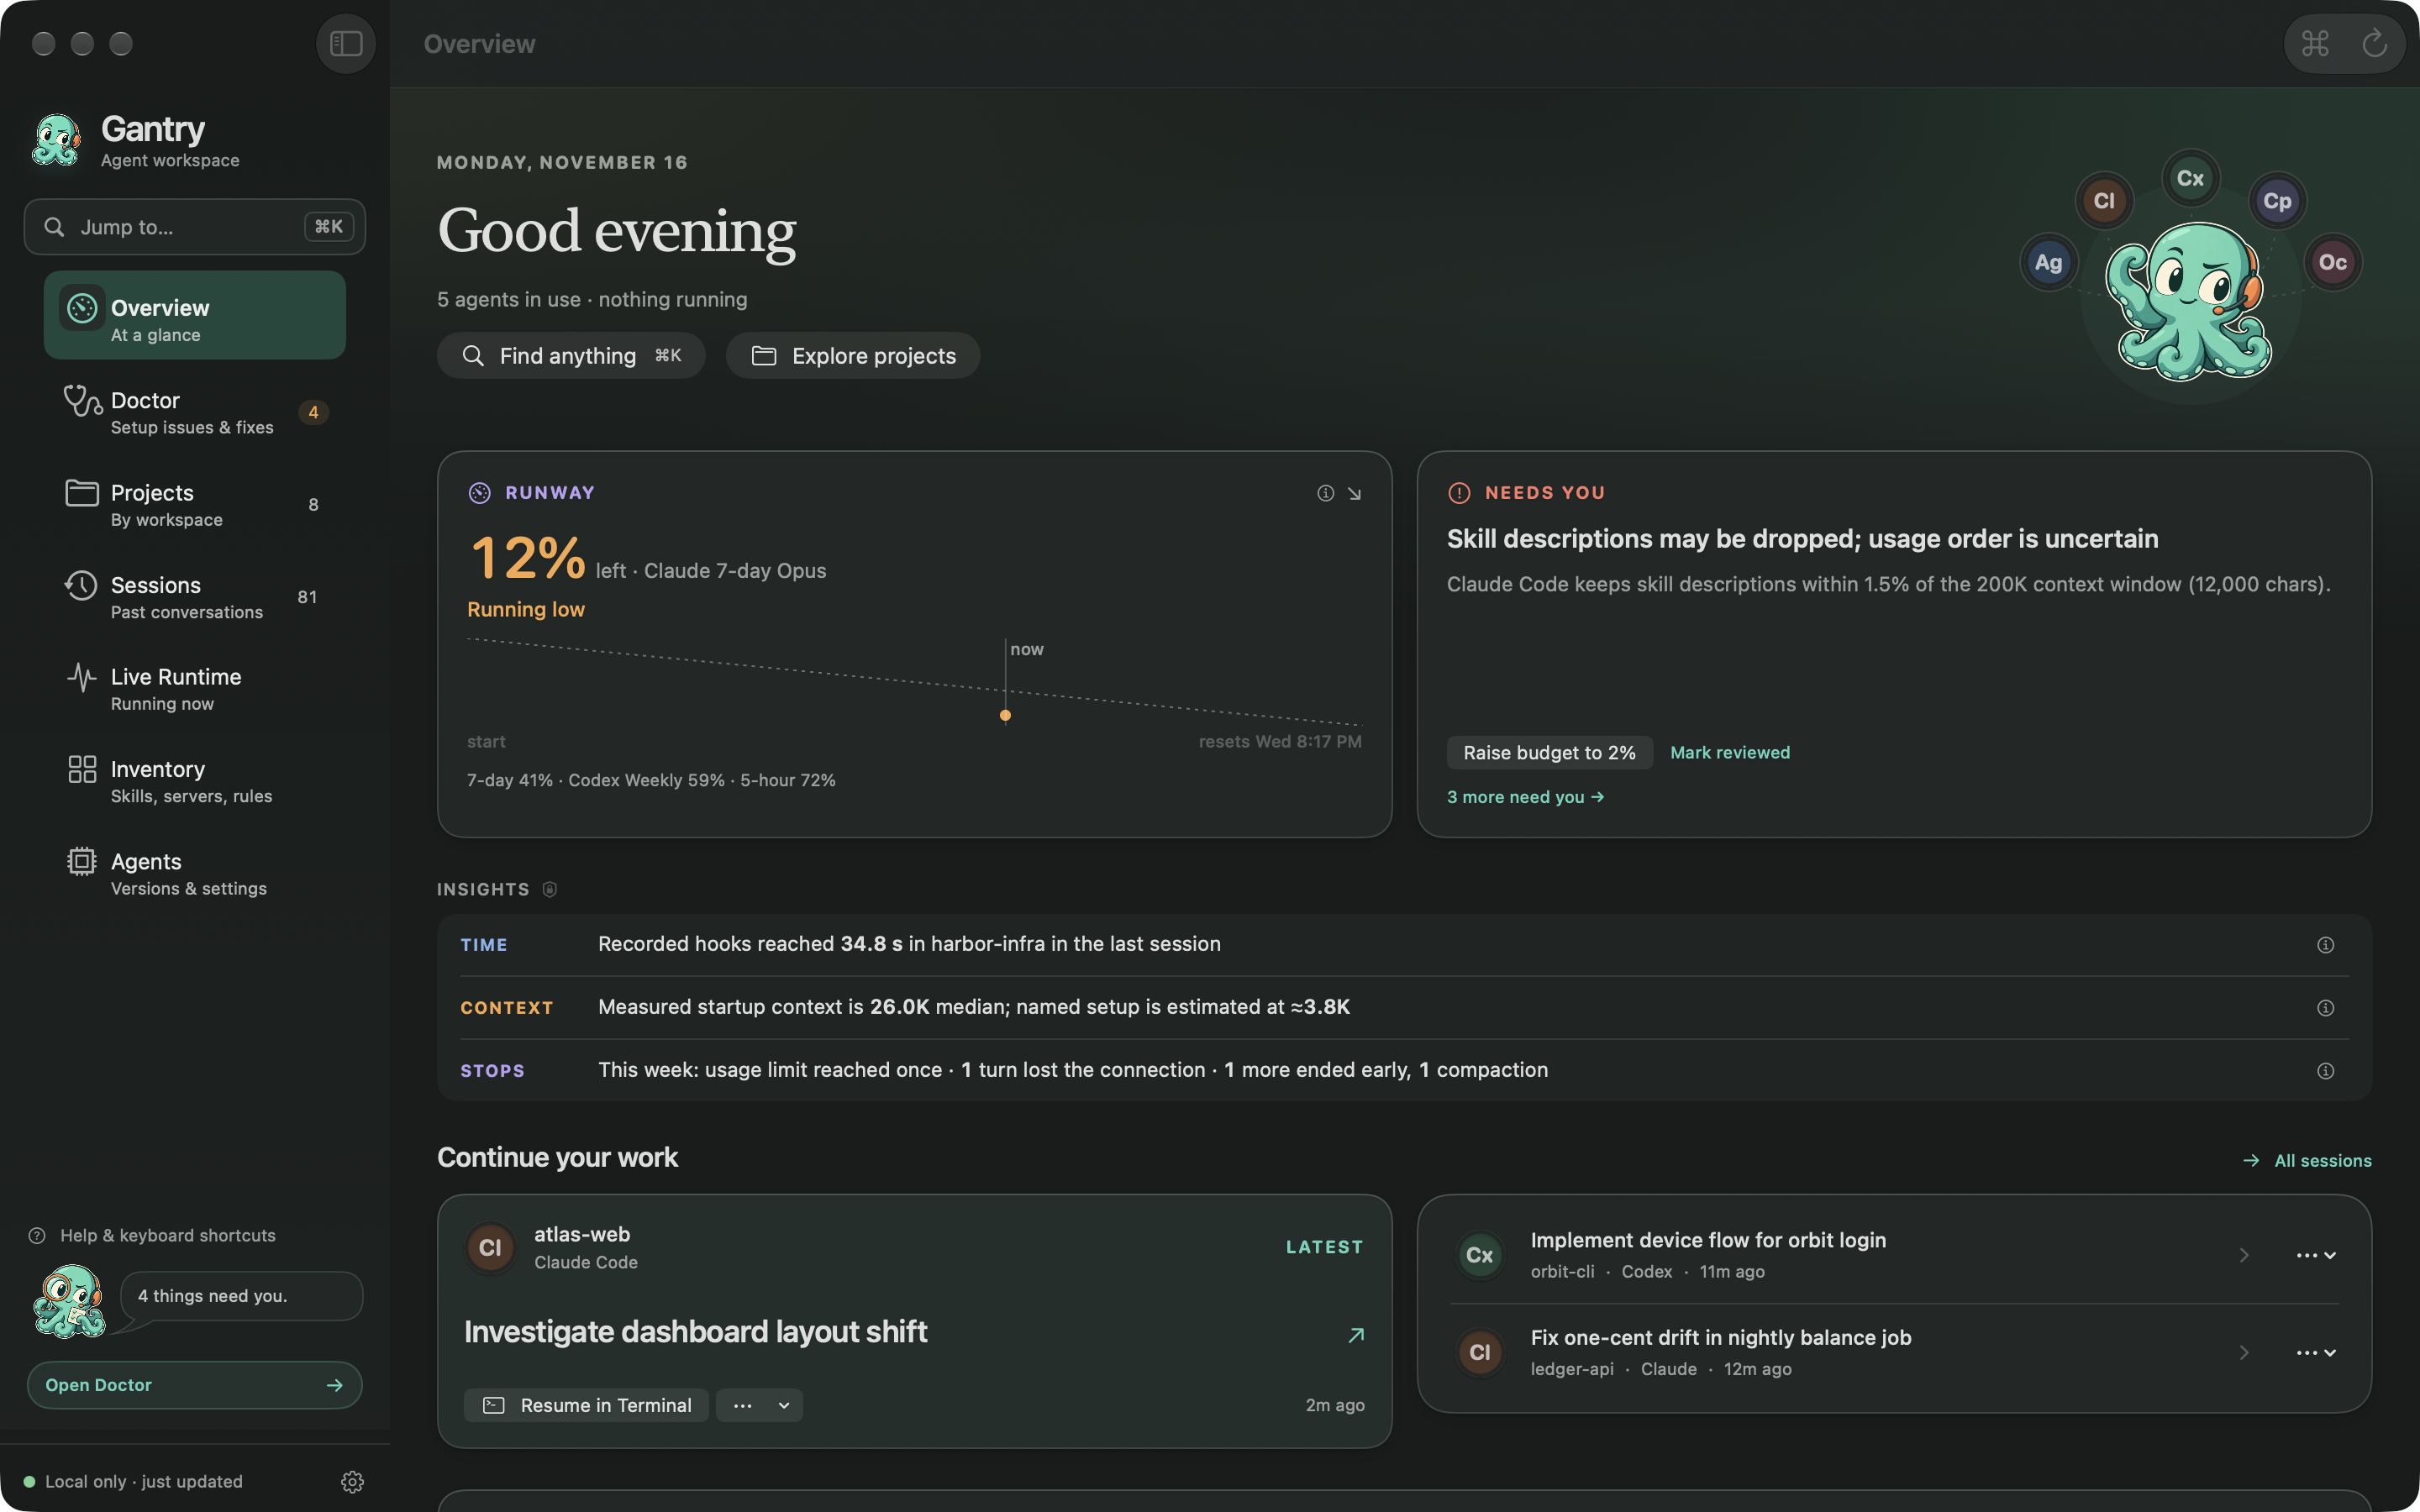 Overview
Gantry
Agent workspace
Jump to... ⌘K
Overview
At a glance
Doctor
Setup issues & fixes
4
Projects
By workspace
8
Sessions
Past conversations
81
Live Runtime
Running now
Inventory
Skills, servers, rules
Agents
Versions & settings
Help & keyboard shortcuts
4 things need you.
Open Doctor →
Local only · just updated
MONDAY, NOVEMBER 16
Good evening
5 agents in use · nothing running
Find anything ⌘K
Explore projects
Ag
Cl
Cx
Cp
Oc
RUNWAY
12% left · Claude 7-day Opus
Running low
now
start
resets Wed 8:17 PM
7-day 41% · Codex Weekly 59% · 5-hour 72%
NEEDS YOU
Skill descriptions may be dropped; usage order is uncertain
Claude Code keeps skill descriptions within 1.5% of the 200K context window (12,000 chars).
Raise budget to 2%
Mark reviewed
3 more need you →
INSIGHTS
TIME Recorded hooks reached 34.8 s in harbor-infra in the last session
CONTEXT Measured startup context is 26.0K median; named setup is estimated at ≈3.8K
STOPS This week: usage limit reached once · 1 turn lost the connection · 1 more ended early, 1 compaction
Continue your work
→ All sessions
Cl
atlas-web
Claude Code
LATEST
Investigate dashboard layout shift
Resume in Terminal
2m ago
Cx
Implement device flow for orbit login
orbit-cli · Codex · 11m ago
Cl
Fix one-cent drift in nightly balance job
ledger-api · Claude · 12m ago